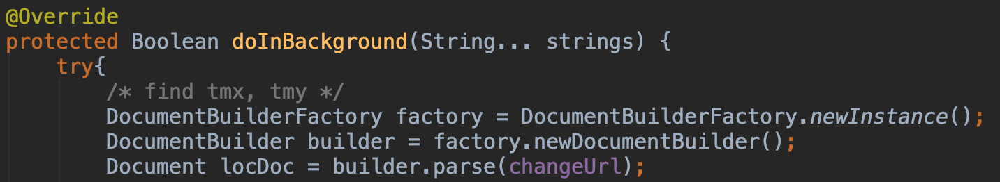 @Override
protected Boolean doInBackground(String... strings) {
try{
/* find tmx, tmy */
DocumentBuilderFactory factory = DocumentBuilderFactory.newInstance();
DocumentBuilder builder = factory.newDocumentBuilder();
Document locDoc = builder.parse(changeUrl);